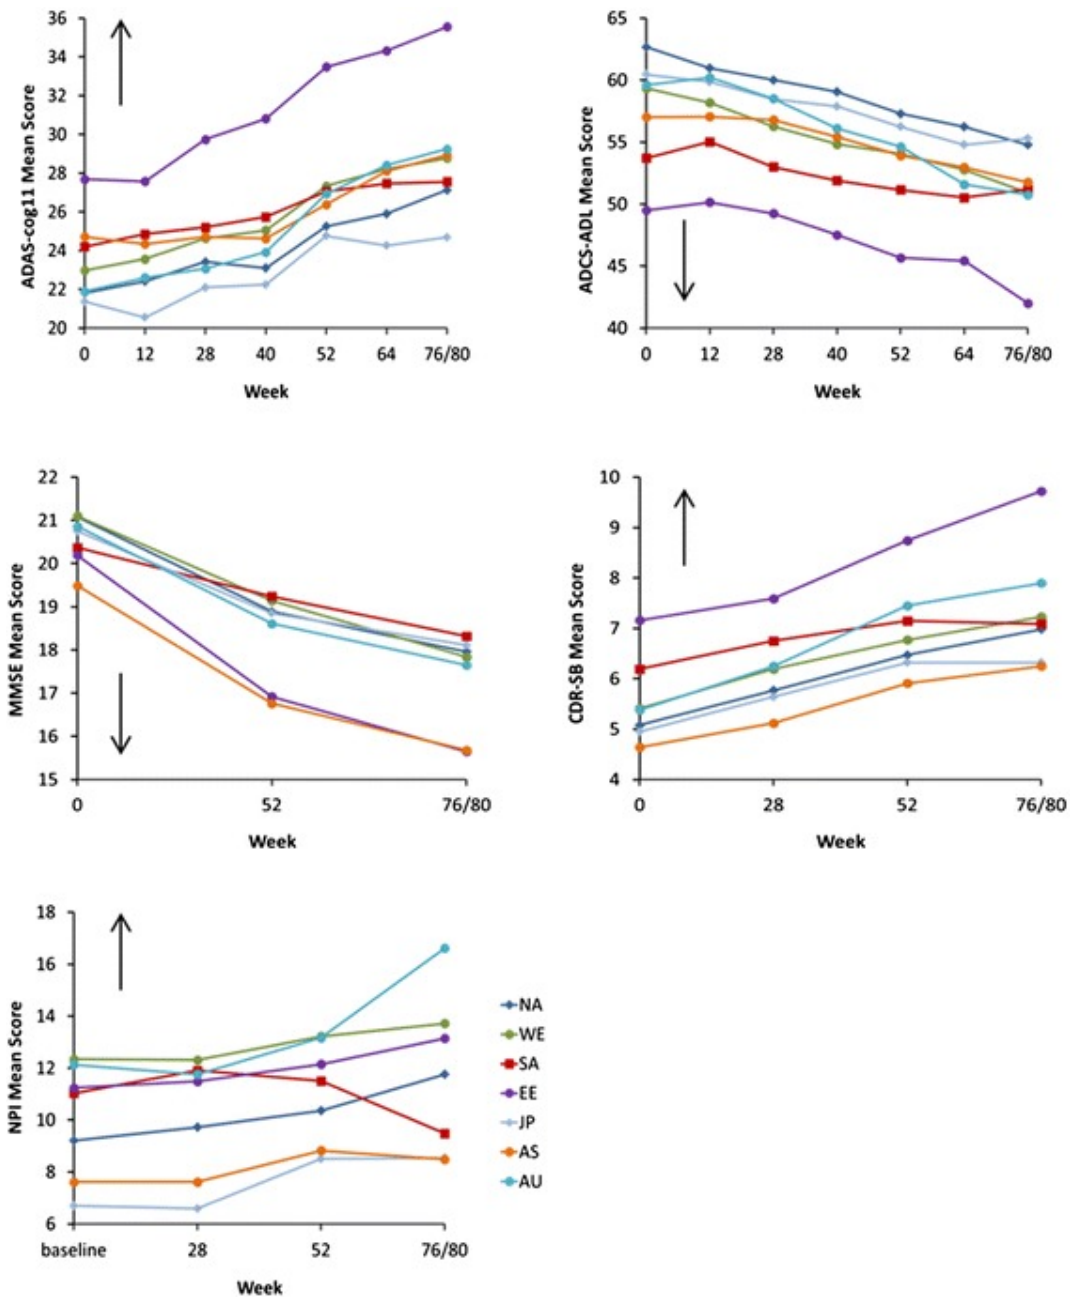 ADAS-cog11 Mean Score
36
34
32
30
28
26
24
22
20
0 12 28 40 52 64 76/80
Week
ADCS-ADL Mean Score
65
60
55
50
45
40
0 12 28 40 52 64 76/80
Week
MMSE Mean Score
22
21
20
19
18
17
16
15
0 52 76/80
Week
CDR-SB Mean Score
10
9
8
7
6
5
4
0 28 52 76/80
Week
NPI Mean Score
18
16
14
12
10
8
6
baseline 28 52 76/80
Week
NA
WE
SA
EE
JP
AS
AU